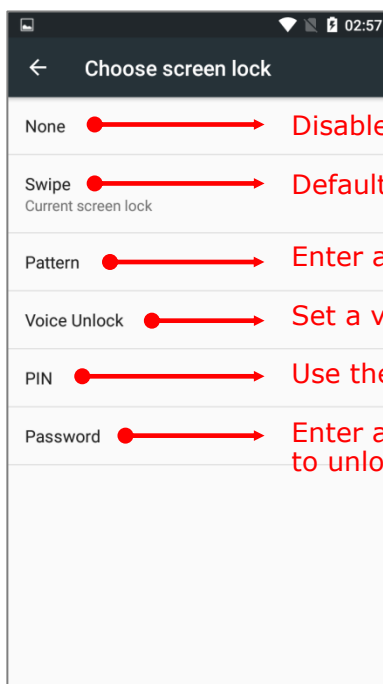 02:57
Choose screen lock
None
Disable
Swipe
Default
Current screen lock
Pattern
Enter a
Voice Unlock
Set a v
PIN
Use the
Password
Enter a
to unlo